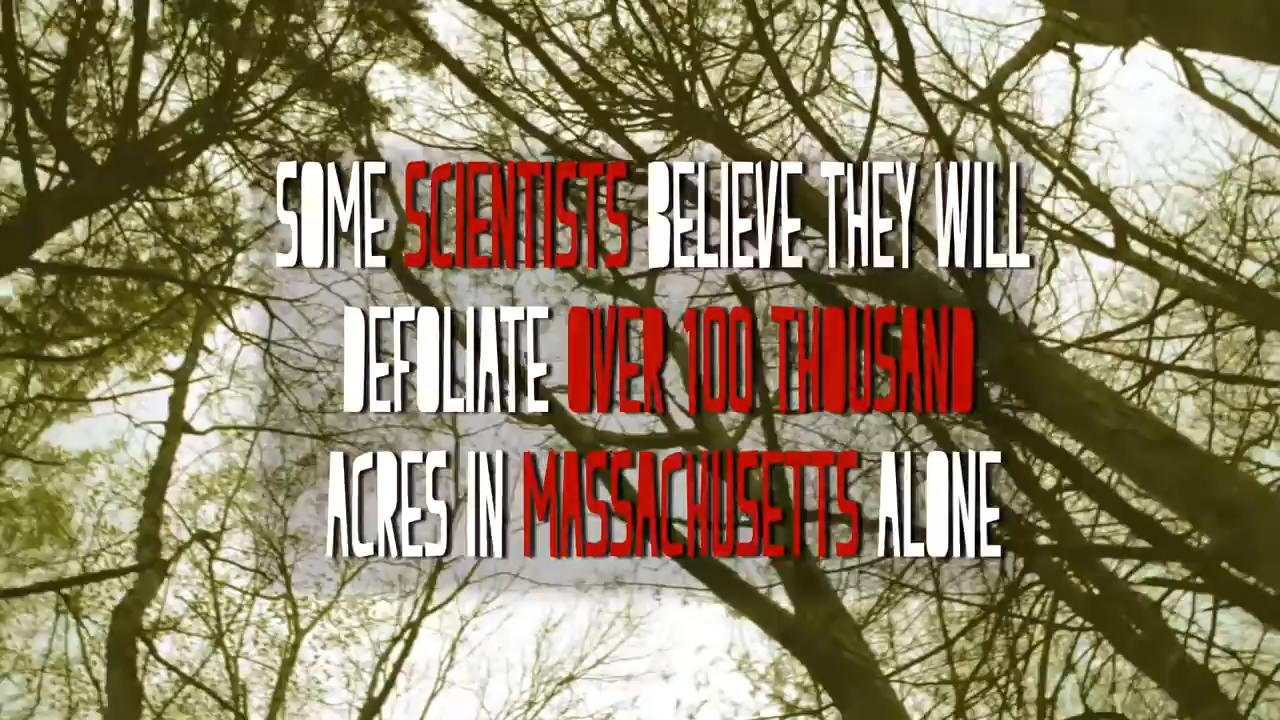 SOME SCIENTISTS BELIEVE THEY WILL
DEFOLIATE OVER 100 THOUSAND
ACRES IN MASSACHUSETTS ALONE